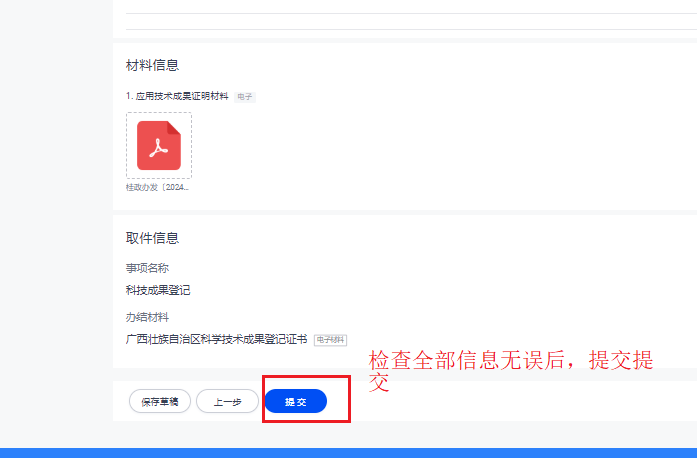 材料信息
1. 应用技术成果证明材料 电子
桂政办发〔2024...
取件信息
事项名称
科技成果登记
办结材料
广西壮族自治区科学技术成果登记证书 电子材料
检查全部信息无误后，提交提
交
保存草稿 上一步 提 交